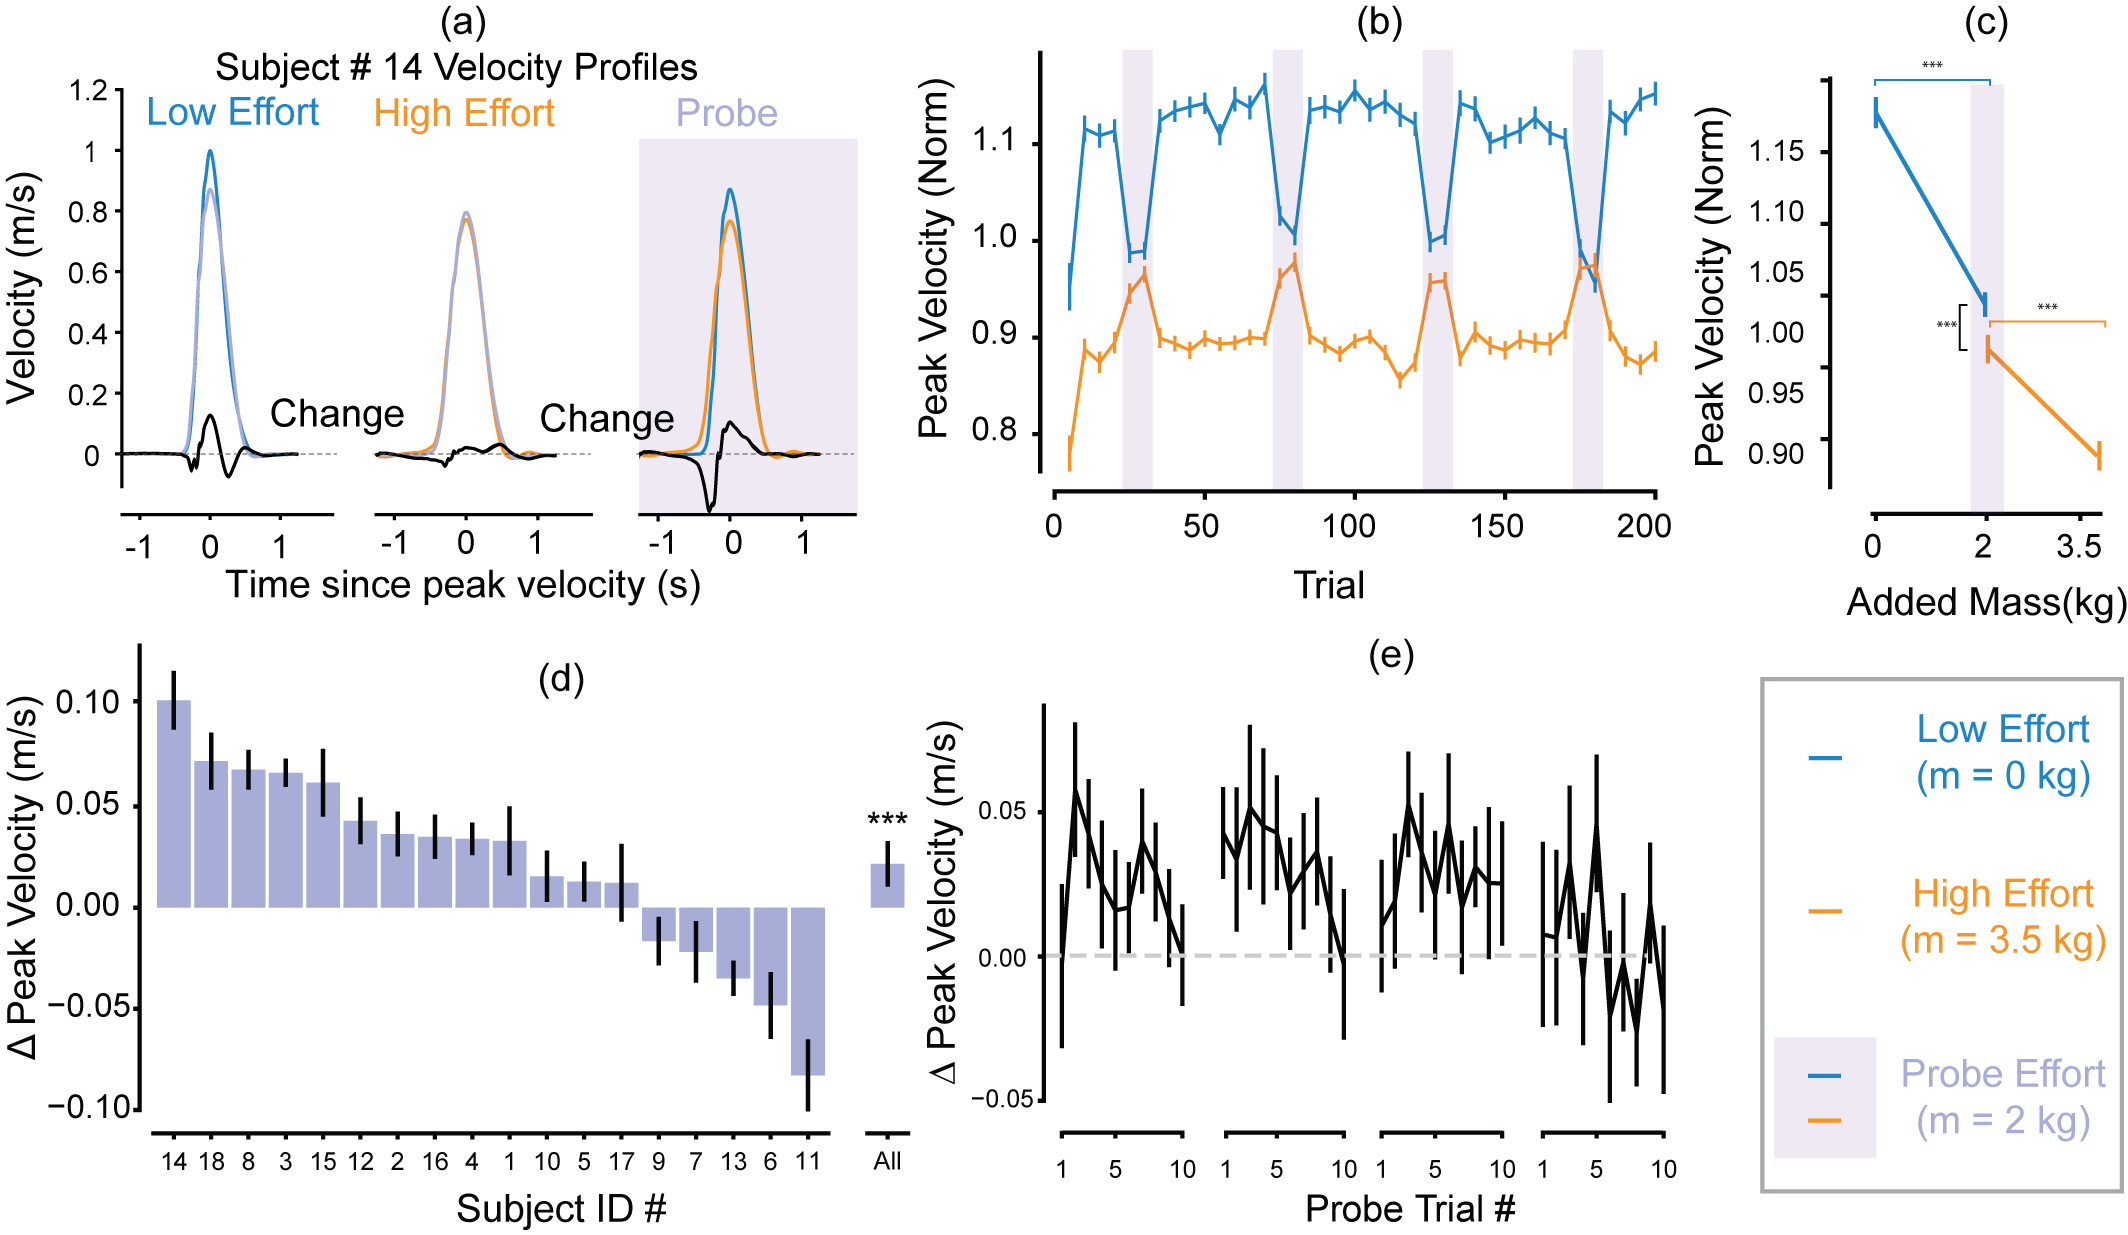 (a)
Subject # 14 Velocity Profiles
Low Effort
High Effort
Probe
Velocity (m/s)
1.2
1
0.8
0.6
0.4
0.2
0
Change
Change
-1 0 1
-1 0 1
-1 0 1
Time since peak velocity (s)
(b)
Peak Velocity (Norm)
1.1
1.0
0.9
0.8
0 50 100 150 200
Trial
(c)
Peak Velocity (Norm)
1.15
1.10
1.05
1.00
0.95
0.90
***
***
***
0 2 3.5
Added Mass(kg)
(d)
Δ Peak Velocity (m/s)
0.10
0.05
0.00
−0.05
−0.10
***
14 18 8 3 15 12 2 16 4 1 10 5 17 9 7 13 6 11 All
Subject ID #
(e)
Δ Peak Velocity (m/s)
0.05
0.00
−0.05
1 5 10
1 5 10
1 5 10
1 5 10
Probe Trial #
Low Effort
(m = 0 kg)
High Effort
(m = 3.5 kg)
Probe Effort
(m = 2 kg)